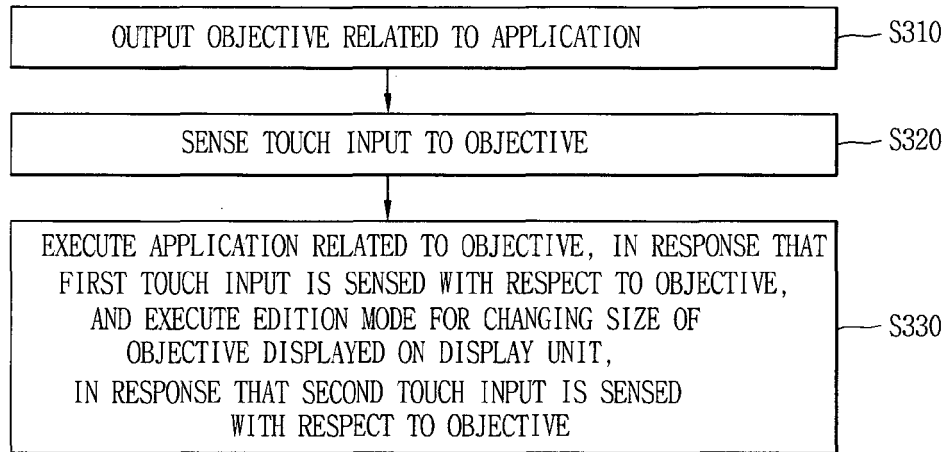 OUTPUT OBJECTIVE RELATED TO APPLICATION
S310
SENSE TOUCH INPUT TO OBJECTIVE
S320
EXECUTE APPLICATION RELATED TO OBJECTIVE, IN RESPONSE THAT
FIRST TOUCH INPUT IS SENSED WITH RESPECT TO OBJECTIVE,
AND EXECUTE EDITION MODE FOR CHANGING SIZE OF
OBJECTIVE DISPLAYED ON DISPLAY UNIT,
IN RESPONSE THAT SECOND TOUCH INPUT IS SENSED
WITH RESPECT TO OBJECTIVE
S330